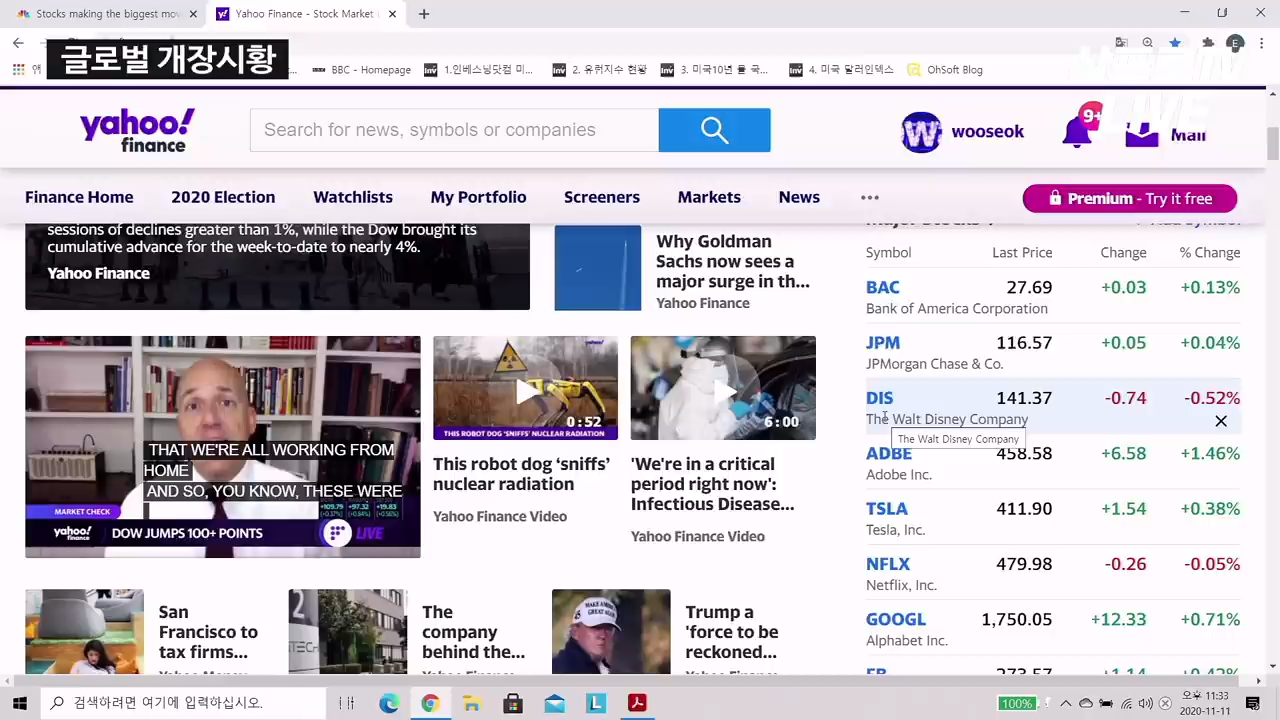 Stocks making the biggest mov
Yahoo Finance - Stock Market
글로벌 개장시황
BBC - Homepage
1.인베스팅닷컴 미...
2. 유럽지수 현황
3. 미국10년 물 국...
4. 미국 달러인덱스
OhSoft Blog
LIVE
yahoo!
finance
Search for news, symbols or companies
wooseok
9+
Mail
Finance Home
2020 Election
Watchlists
My Portfolio
Screeners
Markets
News
Premium - Try it free
sessions of declines greater than 1%, while the Dow brought its
cumulative advance for the week-to-date to nearly 4%.
Yahoo Finance
Why Goldman
Sachs now sees a
major surge in th...
Yahoo Finance
THAT WE'RE ALL WORKING FROM
HOME
AND SO, YOU KNOW, THESE WERE
MARKET CHECK
yahoo!
finance
DOW JUMPS 100+ POINTS
LIVE
0:52
THIS ROBOT DOG 'SNIFFS' NUCLEAR RADIATION
This robot dog ‘sniffs’
nuclear radiation
Yahoo Finance Video
6:00
'We're in a critical
period right now':
Infectious Disease...
Yahoo Finance Video
San
Francisco to
tax firms...
The
company
behind the...
Trump a
'force to be
reckoned...
Symbol Last Price Change % Change
BAC 27.69 +0.03 +0.13%
Bank of America Corporation
JPM 116.57 +0.05 +0.04%
JPMorgan Chase & Co.
DIS 141.37 -0.74 -0.52%
The Walt Disney Company
The Walt Disney Company
ADBE 458.58 +6.58 +1.46%
Adobe Inc.
TSLA 411.90 +1.54 +0.38%
Tesla, Inc.
NFLX 479.98 -0.26 -0.05%
Netflix, Inc.
GOOGL 1,750.05 +12.33 +0.71%
Alphabet Inc.
검색하려면 여기에 입력하십시오.
100%
오후 11:33
2020-11-11